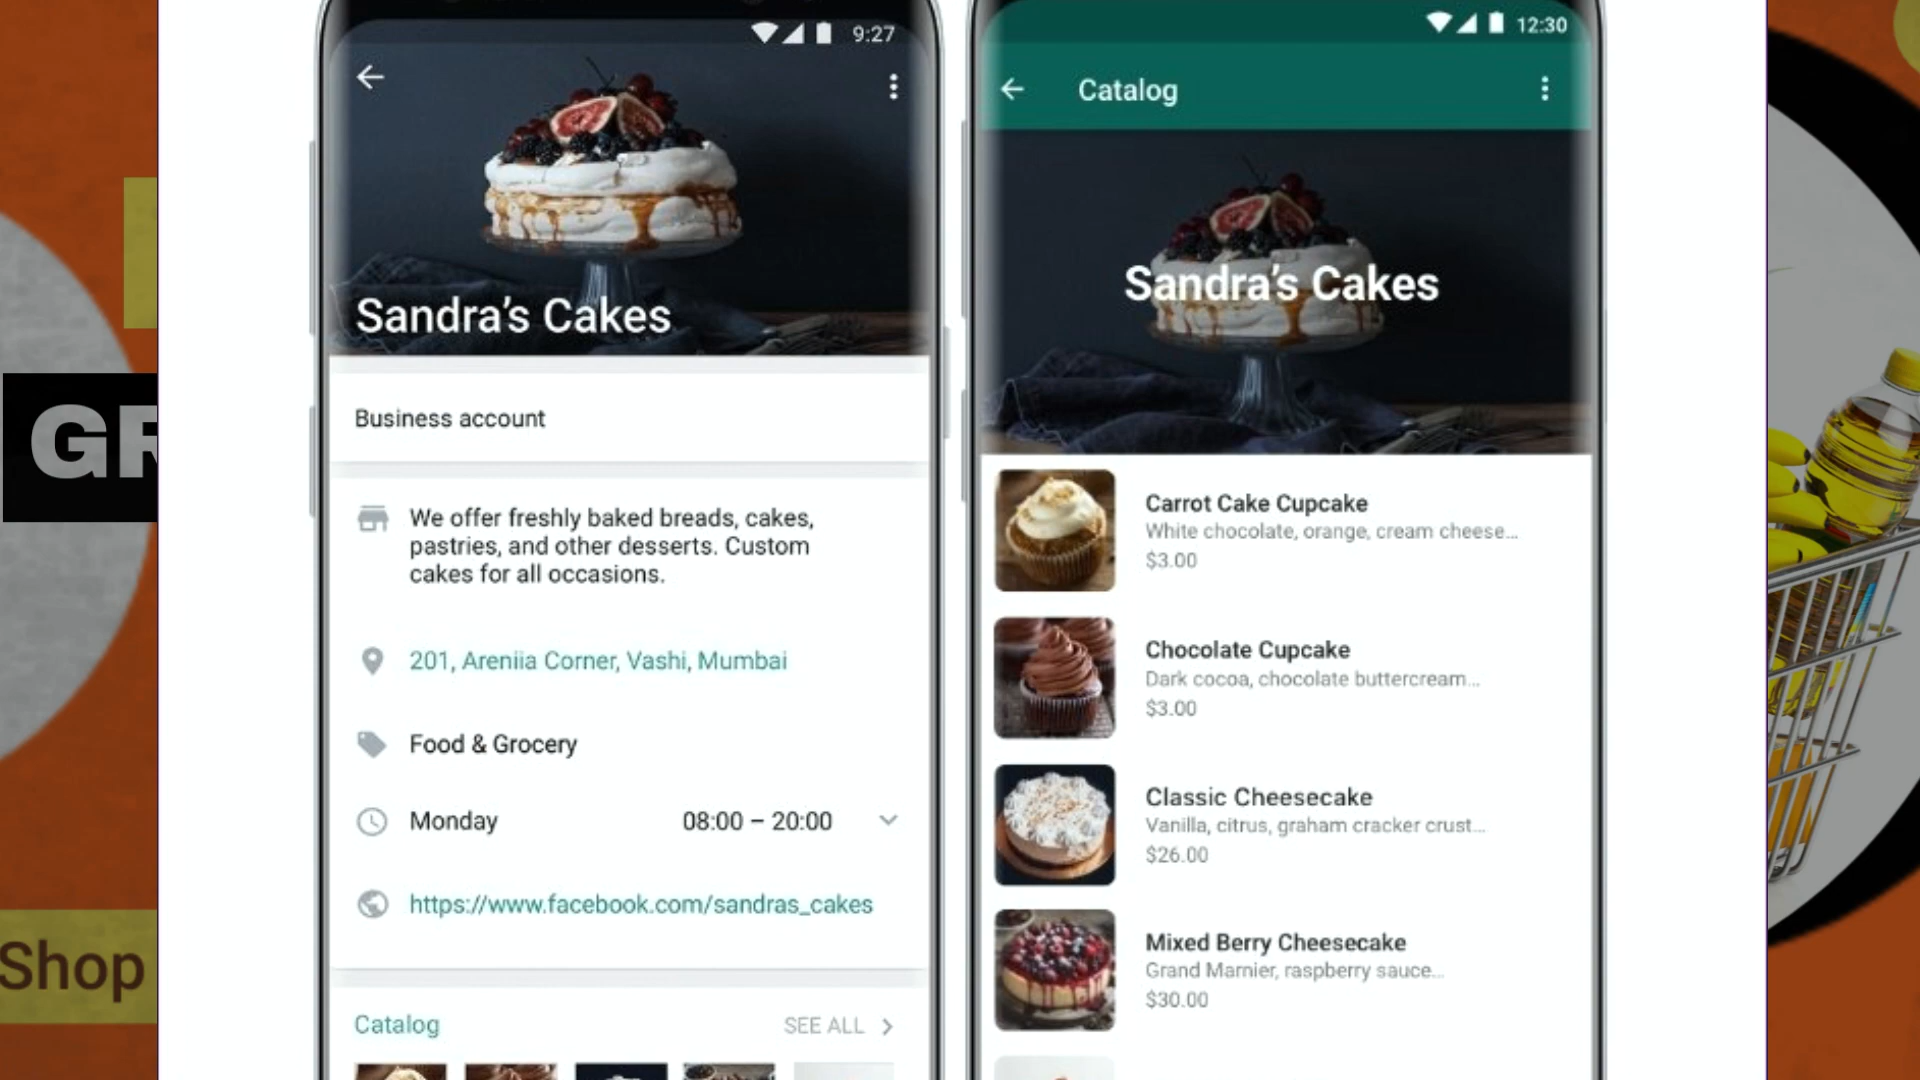 9:27
Sandra's Cakes
Business account
We offer freshly baked breads, cakes,
pastries, and other desserts. Custom
cakes for all occasions.
201, Areniia Corner, Vashi, Mumbai
Food & Grocery
Monday 08:00 – 20:00
https://www.facebook.com/sandras_cakes
Catalog SEE ALL
12:30
Catalog
Sandra's Cakes
Carrot Cake Cupcake
White chocolate, orange, cream cheese...
$3.00
Chocolate Cupcake
Dark cocoa, chocolate buttercream...
$3.00
Classic Cheesecake
Vanilla, citrus, graham cracker crust...
$26.00
Mixed Berry Cheesecake
Grand Marnier, raspberry sauce...
$30.00
Shop